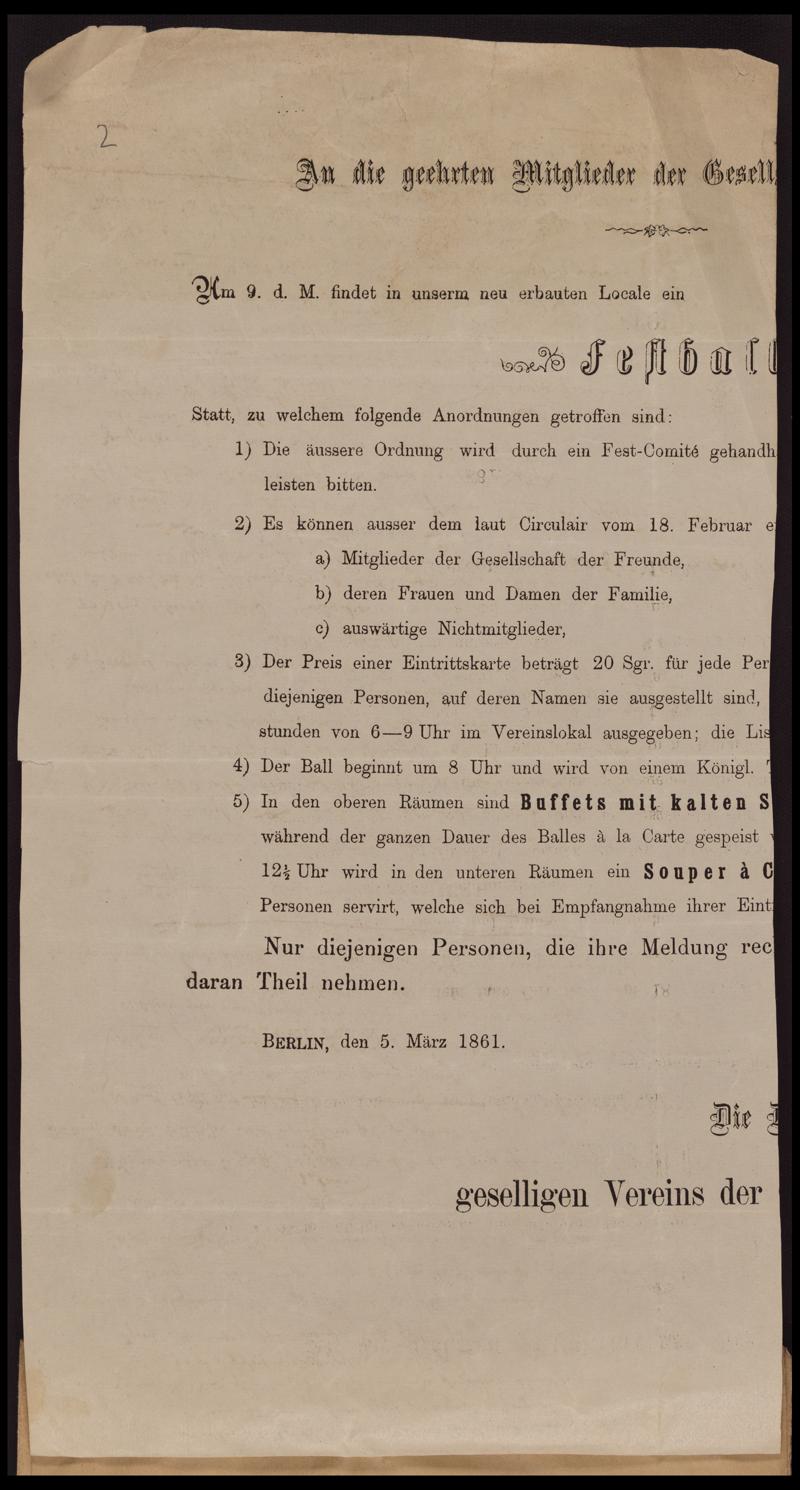 2
An die geehrten Mitglieder der Gesell
Am 9. d. M. findet in unserm neu erbauten Locale ein
Festball
Statt, zu welchem folgende Anordnungen getroffen sind:
1) Die äussere Ordnung wird durch ein Fest-Comité gehandh
leisten bitten.
2) Es können ausser dem laut Circulair vom 18. Februar e
a) Mitglieder der Gesellschaft der Freunde,
b) deren Frauen und Damen der Familie,
c) auswärtige Nichtmitglieder,
3) Der Preis einer Eintrittskarte beträgt 20 Sgr. für jede Per
diejenigen Personen, auf deren Namen sie ausgestellt sind,
stunden von 6—9 Uhr im Vereinslokal ausgegeben; die Lis
4) Der Ball beginnt um 8 Uhr und wird von einem Königl.
5) In den oberen Räumen sind Buffets mit kalten S
während der ganzen Dauer des Balles à la Carte gespeist
12½ Uhr wird in den unteren Räumen ein Souper à C
Personen servirt, welche sich bei Empfangnahme ihrer Eint
Nur diejenigen Personen, die ihre Meldung rec
daran Theil nehmen.
BERLIN, den 5. März 1861.
Die
geselligen Vereins der